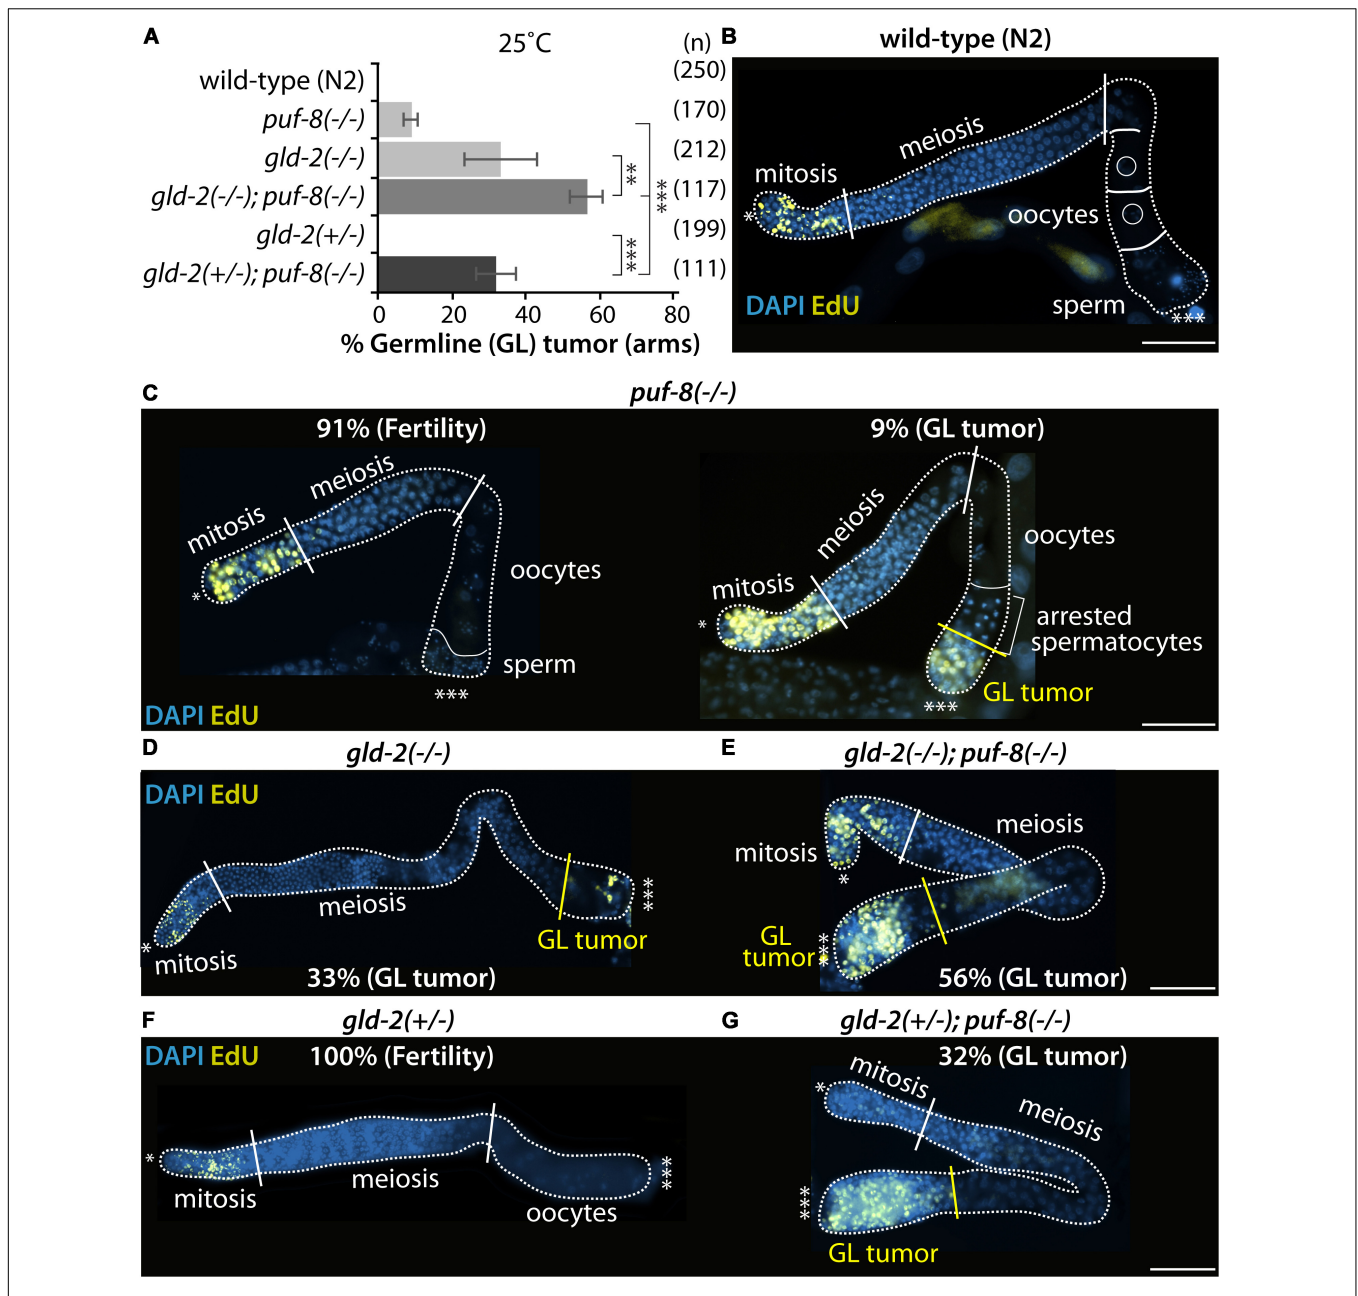 A
25˚C
(n)
wild-type (N2)
(250)
puf-8(-/-)
(170)
gld-2(-/-)
(212)
gld-2(-/-); puf-8(-/-)
(117)
gld-2(+/-)
(199)
gld-2(+/-); puf-8(-/-)
(111)
**
***
***
0 20 40 60 80
% Germline (GL) tumor (arms)
B
wild-type (N2)
meiosis
mitosis
*
oocytes
sperm
***
DAPI EdU
C
puf-8(-/-)
91% (Fertility)
meiosis
mitosis
*
oocytes
sperm
***
DAPI EdU
9% (GL tumor)
meiosis
mitosis
*
oocytes
arrested
spermatocytes
GL tumor
***
D
gld-2(-/-)
DAPI EdU
*
mitosis
meiosis
GL tumor
***
33% (GL tumor)
E
gld-2(-/-); puf-8(-/-)
meiosis
mitosis
*
GL
tumor
***
56% (GL tumor)
F
gld-2(+/-)
DAPI EdU
100% (Fertility)
*
mitosis
meiosis
oocytes
***
G
gld-2(+/-); puf-8(-/-)
32% (GL tumor)
*
mitosis
meiosis
***
GL tumor